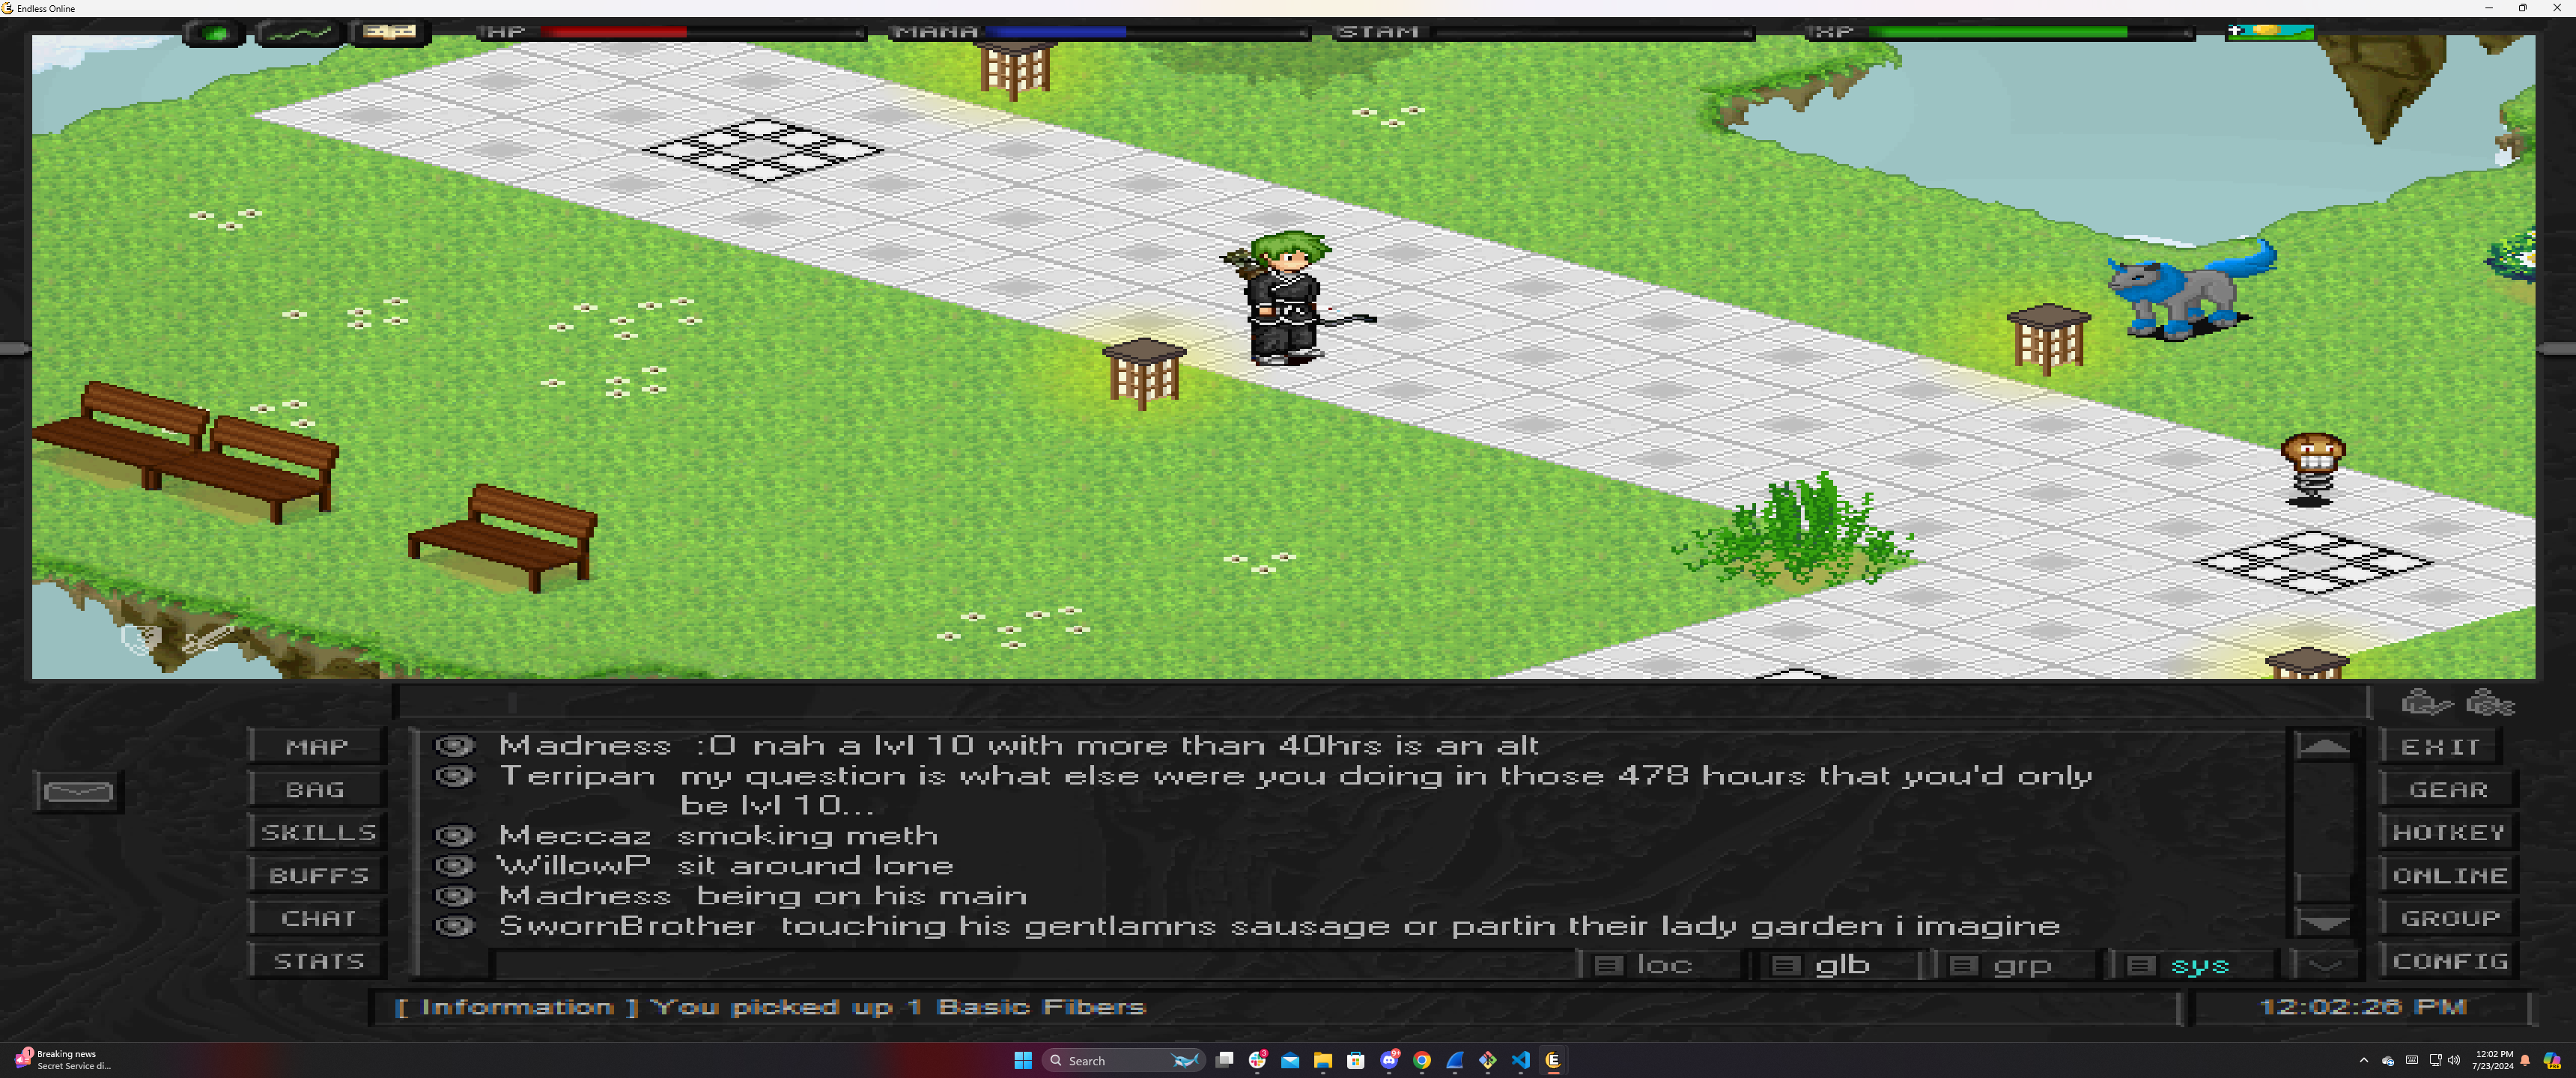 Endless Online
HP
MANA
STAM
XP
MAP
BAG
SKILLS
BUFFS
CHAT
STATS
Madness :O nah a lvl 10 with more than 40hrs is an alt
Terripan my question is what else were you doing in those 478 hours that you'd only
be lvl 10...
Meccaz smoking meth
WillowP sit around lone
Madness being on his main
SwornBrother touching his gentlamns sausage or partin their lady garden i imagine
loc
glb
grp
sys
EXIT
GEAR
HOTKEY
ONLINE
GROUP
CONFIG
[ Information ] You picked up 1 Basic Fibers
12:02:26 PM
1
Breaking news
Secret Service di...
Search
3
9+
12:02 PM
7/23/2024